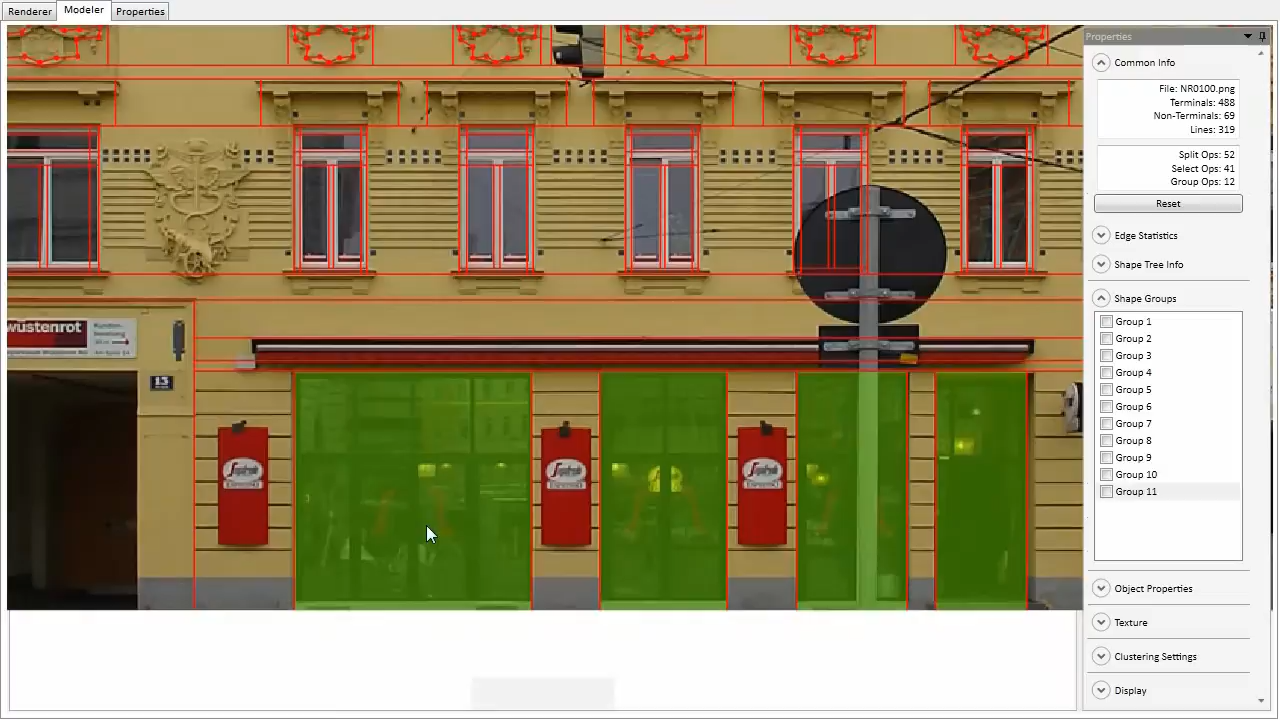 Renderer Modeler Properties
Properties
Common Info
File: NR0100.png
Terminals: 488
Non-Terminals: 69
Lines: 319
Split Ops: 52
Select Ops: 41
Group Ops: 12
Reset
Edge Statistics
Shape Tree Info
Shape Groups
Group 1
Group 2
Group 3
Group 4
Group 5
Group 6
Group 7
Group 8
Group 9
Group 10
Group 11
Object Properties
Texture
Clustering Settings
Display
wüstenrot
13